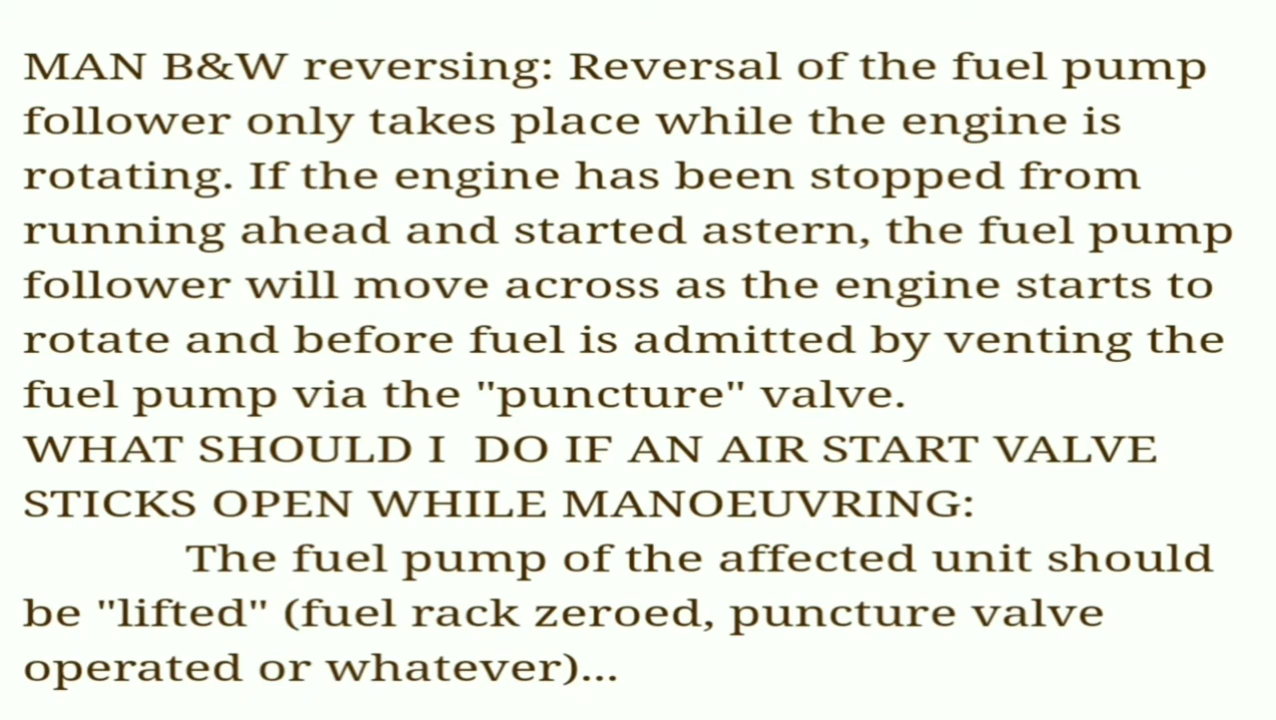 MAN B&W reversing: Reversal of the fuel pump
follower only takes place while the engine is
rotating. If the engine has been stopped from
running ahead and started astern, the fuel pump
follower will move across as the engine starts to
rotate and before fuel is admitted by venting the
fuel pump via the "puncture" valve.
WHAT SHOULD I  DO IF AN AIR START VALVE
STICKS OPEN WHILE MANOEUVRING:
The fuel pump of the affected unit should
be "lifted" (fuel rack zeroed, puncture valve
operated or whatever)...